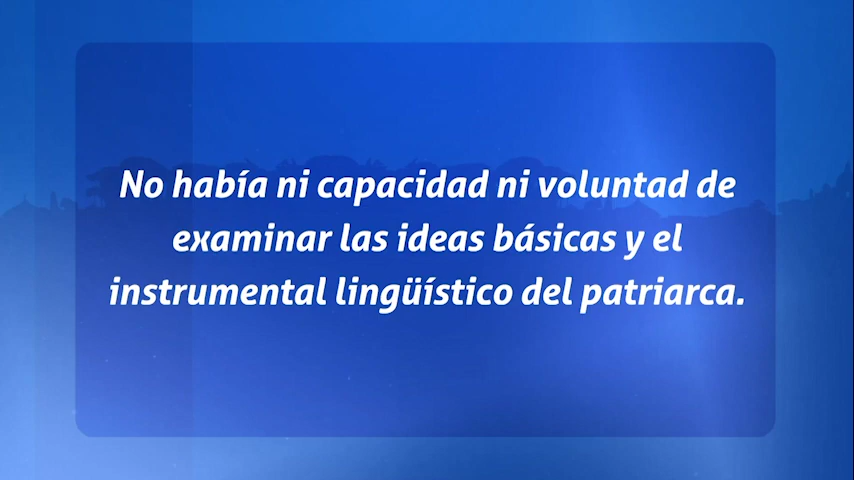 No había ni capacidad ni voluntad de
examinar las ideas básicas y el
instrumental lingüístico del patriarca.